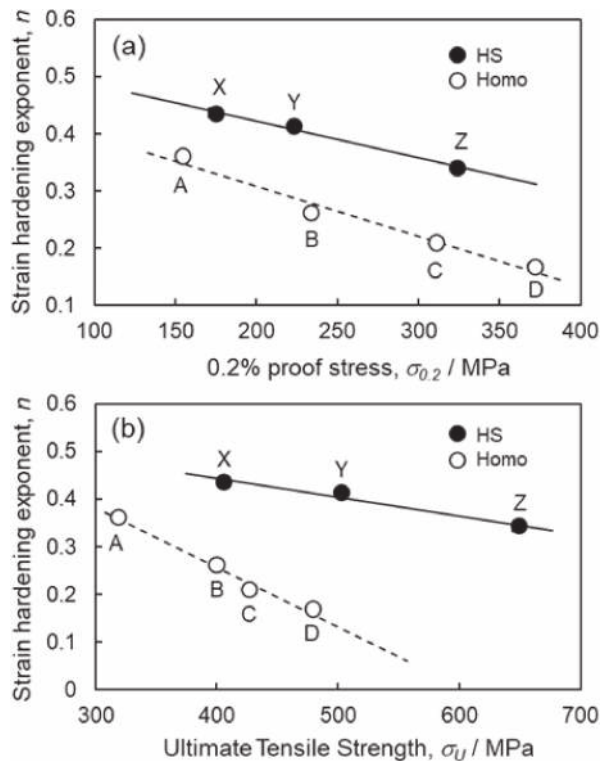 Strain hardening exponent, n
0.6
0.5
0.4
0.3
0.2
0.1
(a)
HS
Homo
X
Y
Z
A
B
C
D
100 150 200 250 300 350 400
0.2% proof stress, σ0.2 / MPa
Strain hardening exponent, n
0.6
0.5
0.4
0.3
0.2
0.1
0
(b)
HS
Homo
X
Y
Z
A
B
C
D
300 400 500 600 700
Ultimate Tensile Strength, σU / MPa